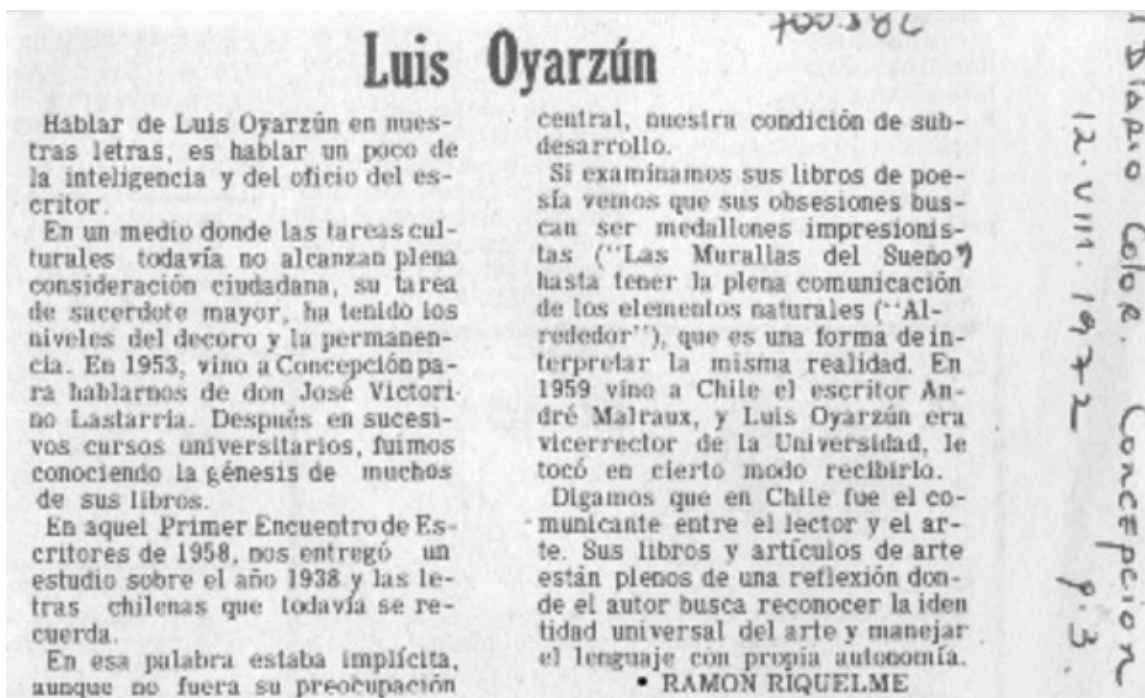 Luis Oyarzún
Hablar de Luis Oyarzún en nues-
tras letras, es hablar un poco de
la inteligencia y del oficio del es-
critor.
En un medio donde las tareas cul-
turales todavía no alcanzan plena
consideración ciudadana, su tarea
de sacerdote mayor, ha tenido los
niveles del decoro y la permanen-
cia. En 1953, vino a Concepción pa-
ra hablarnos de don José Victori-
no Lastarria. Después en sucesi-
vos cursos universitarios, fuimos
conociendo la génesis de muchos
de sus libros.
En aquel Primer Encuentro de Es-
critores de 1958, nos entregó un
estudio sobre el año 1938 y las le-
tras chilenas que todavía se re-
cuerda.
En esa palabra estaba implícita,
aunque no fuera su preocupación
central, nuestra condición de sub-
desarrollo.
Si examinamos sus libros de poe-
sía vemos que sus obsesiones bus-
can ser medallones impresionis-
tas ("Las Murallas del Sueño")
hasta tener la plena comunicación
de los elementos naturales ("Al-
rededor"), que es una forma de in-
terpretar la misma realidad. En
1959 vino a Chile el escritor An-
dré Malraux, y Luis Oyarzún era
vicerrector de la Universidad, le
tocó en cierto modo recibirlo.
Digamos que en Chile fue el co-
municante entre el lector y el ar-
te. Sus libros y artículos de arte
están plenos de una reflexión don-
de el autor busca reconocer la iden
tidad universal del arte y manejar
el lenguaje con propia autonomía.
• RAMON RIQUELME
Diario Color. Concepcion
12.VIII.1972 p.3.